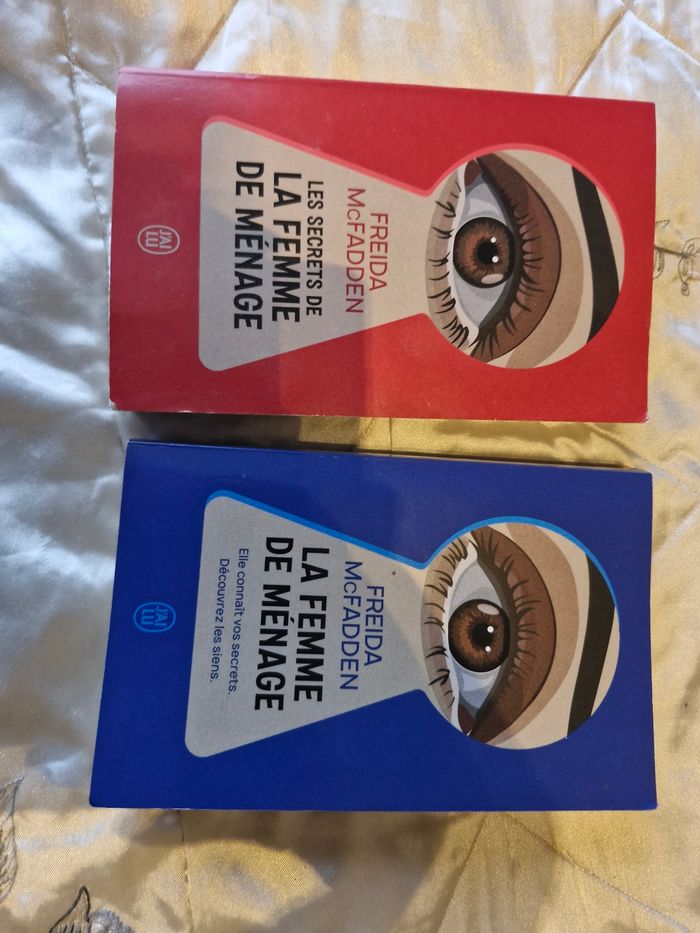 FREIDA
McFADDEN
LES SECRETS DE
LA FEMME
DE MÉNAGE
J'AI
LU
FREIDA
McFADDEN
LA FEMME
DE MÉNAGE
Elle connaît vos secrets.
Découvrez les siens.
J'AI
LU